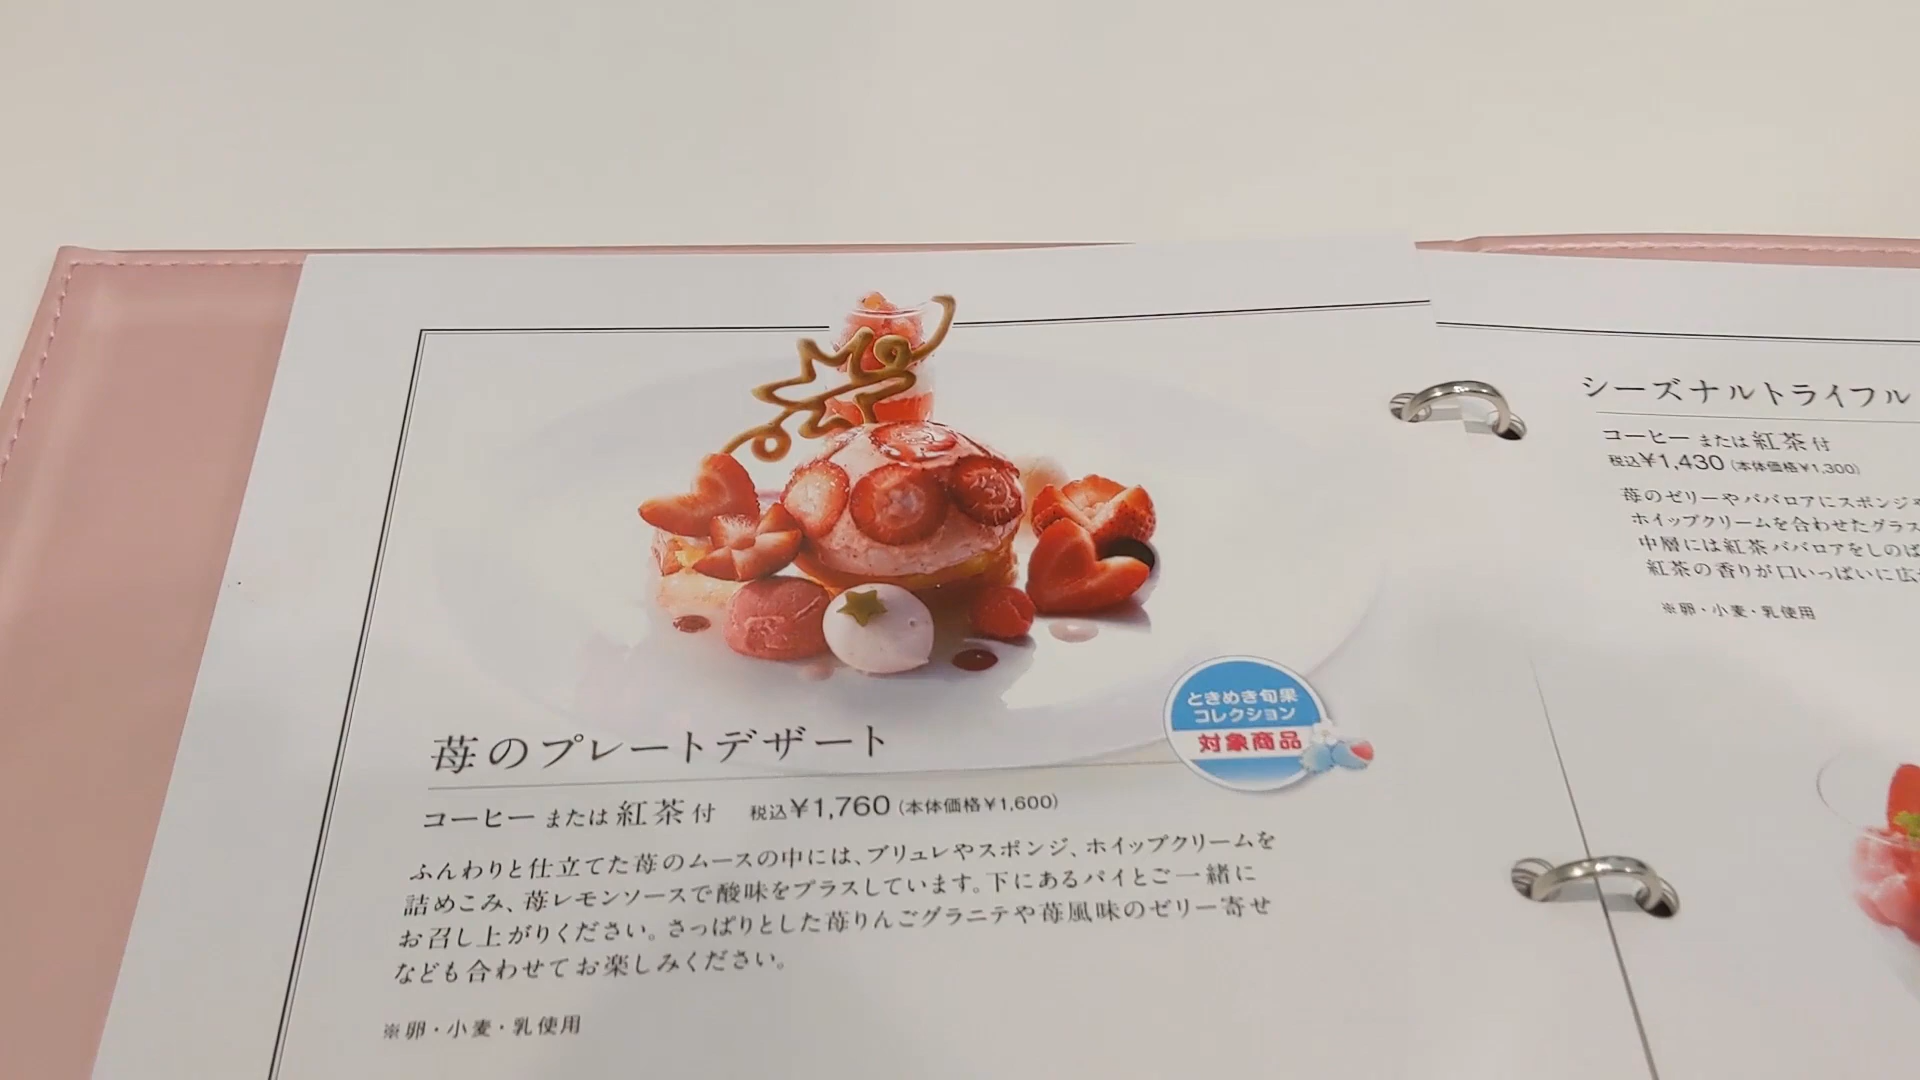 ときめき旬果
コレクション
対象商品
苺のプレートデザート
コーヒー または 紅茶 付 税込¥1,760 (本体価格¥1,600)
ふんわりと仕立てた苺のムースの中には、ブリュレやスポンジ、ホイップクリームを
詰めこみ、苺レモンソースで酸味をプラスしています。下にあるパイとご一緒に
お召し上がりください。さっぱりとした苺りんごグラニテや苺風味のゼリー寄せ
なども合わせてお楽しみください。
※卵・小麦・乳使用
シーズナルトライフル
コーヒー または 紅茶 付
税込¥1,430 (本体価格¥1,300)
苺のゼリーやババロアにスポンジや
ホイップクリームを合わせたグラス
中層には紅茶ババロアをしのば
紅茶の香りが口いっぱいに広
※卵・小麦・乳使用